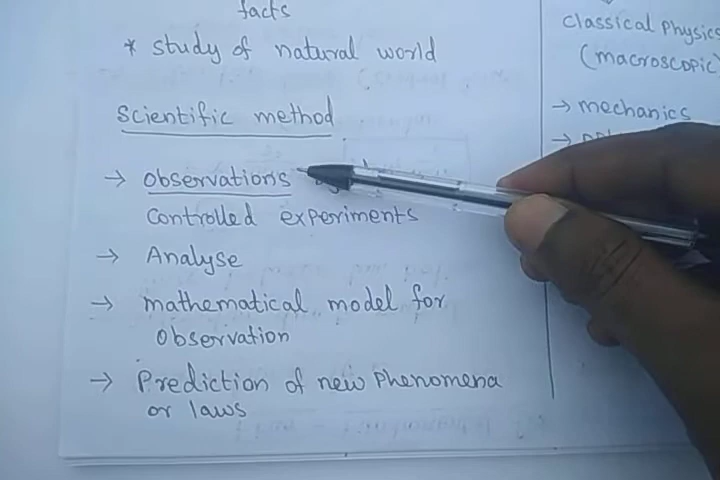 facts
* study of natural world
Scientific method
→ Observations
controlled experiments
→ Analyse
→ mathematical model for
Observation
→ Prediction of new Phenomena
or laws
classical Physics
(macroscopic)
→ mechanics
→